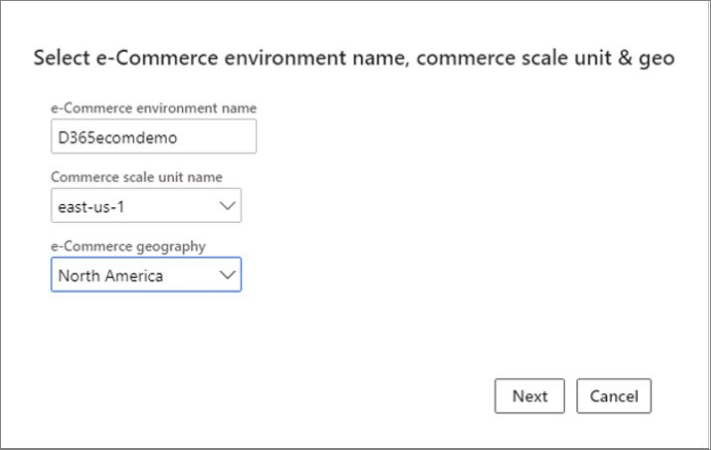 Select e-Commerce environment name, commerce scale unit & geo
e-Commerce environment name
D365ecomdemo
Commerce scale unit name
east-us-1
e-Commerce geography
North America
Next Cancel